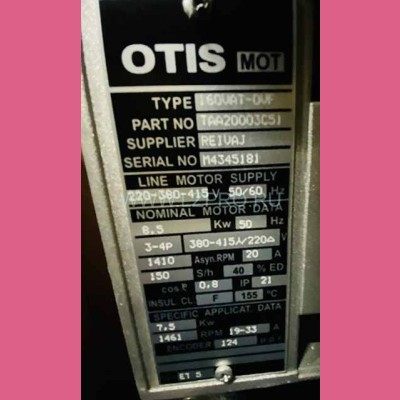 OTIS MOT
TYPE 160VAT-OVF
PART NO TAA20003C51
SUPPLIER REIVAJ
SERIAL NO M4345181
LINE MOTOR SUPPLY
220-380-415 V 50/60 Hz
NOMINAL MOTOR DATA
8.5 Kw 50 Hz
3-4P 380-415⅄/220△ V
1410 Asyn.RPM 20 A
150 S/h 40 % ED
cos φ 0.8 IP 21
INSUL CL F 155 °C
SPECIFIC APPLICAT. DATA
7.5 Kw
1461 RPM 19-33 A
ENCODER 124
ET 5